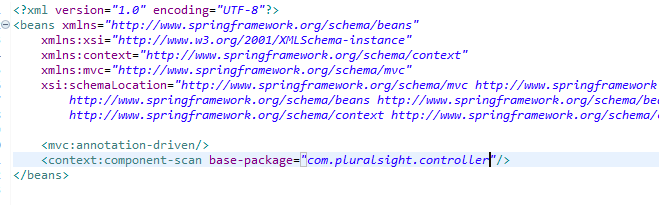 <?xml version="1.0" encoding="UTF-8"?>
<beans xmlns="http://www.springframework.org/schema/beans"
xmlns:xsi="http://www.w3.org/2001/XMLSchema-instance"
xmlns:context="http://www.springframework.org/schema/context"
xmlns:mvc="http://www.springframework.org/schema/mvc"
xsi:schemaLocation="http://www.springframework.org/schema/mvc http://www.springframework
http://www.springframework.org/schema/beans http://www.springframework.org/schema/be
http://www.springframework.org/schema/context http://www.springframework.org/schema/
<mvc:annotation-driven/>
<context:component-scan base-package="com.pluralsight.controller"/>
</beans>